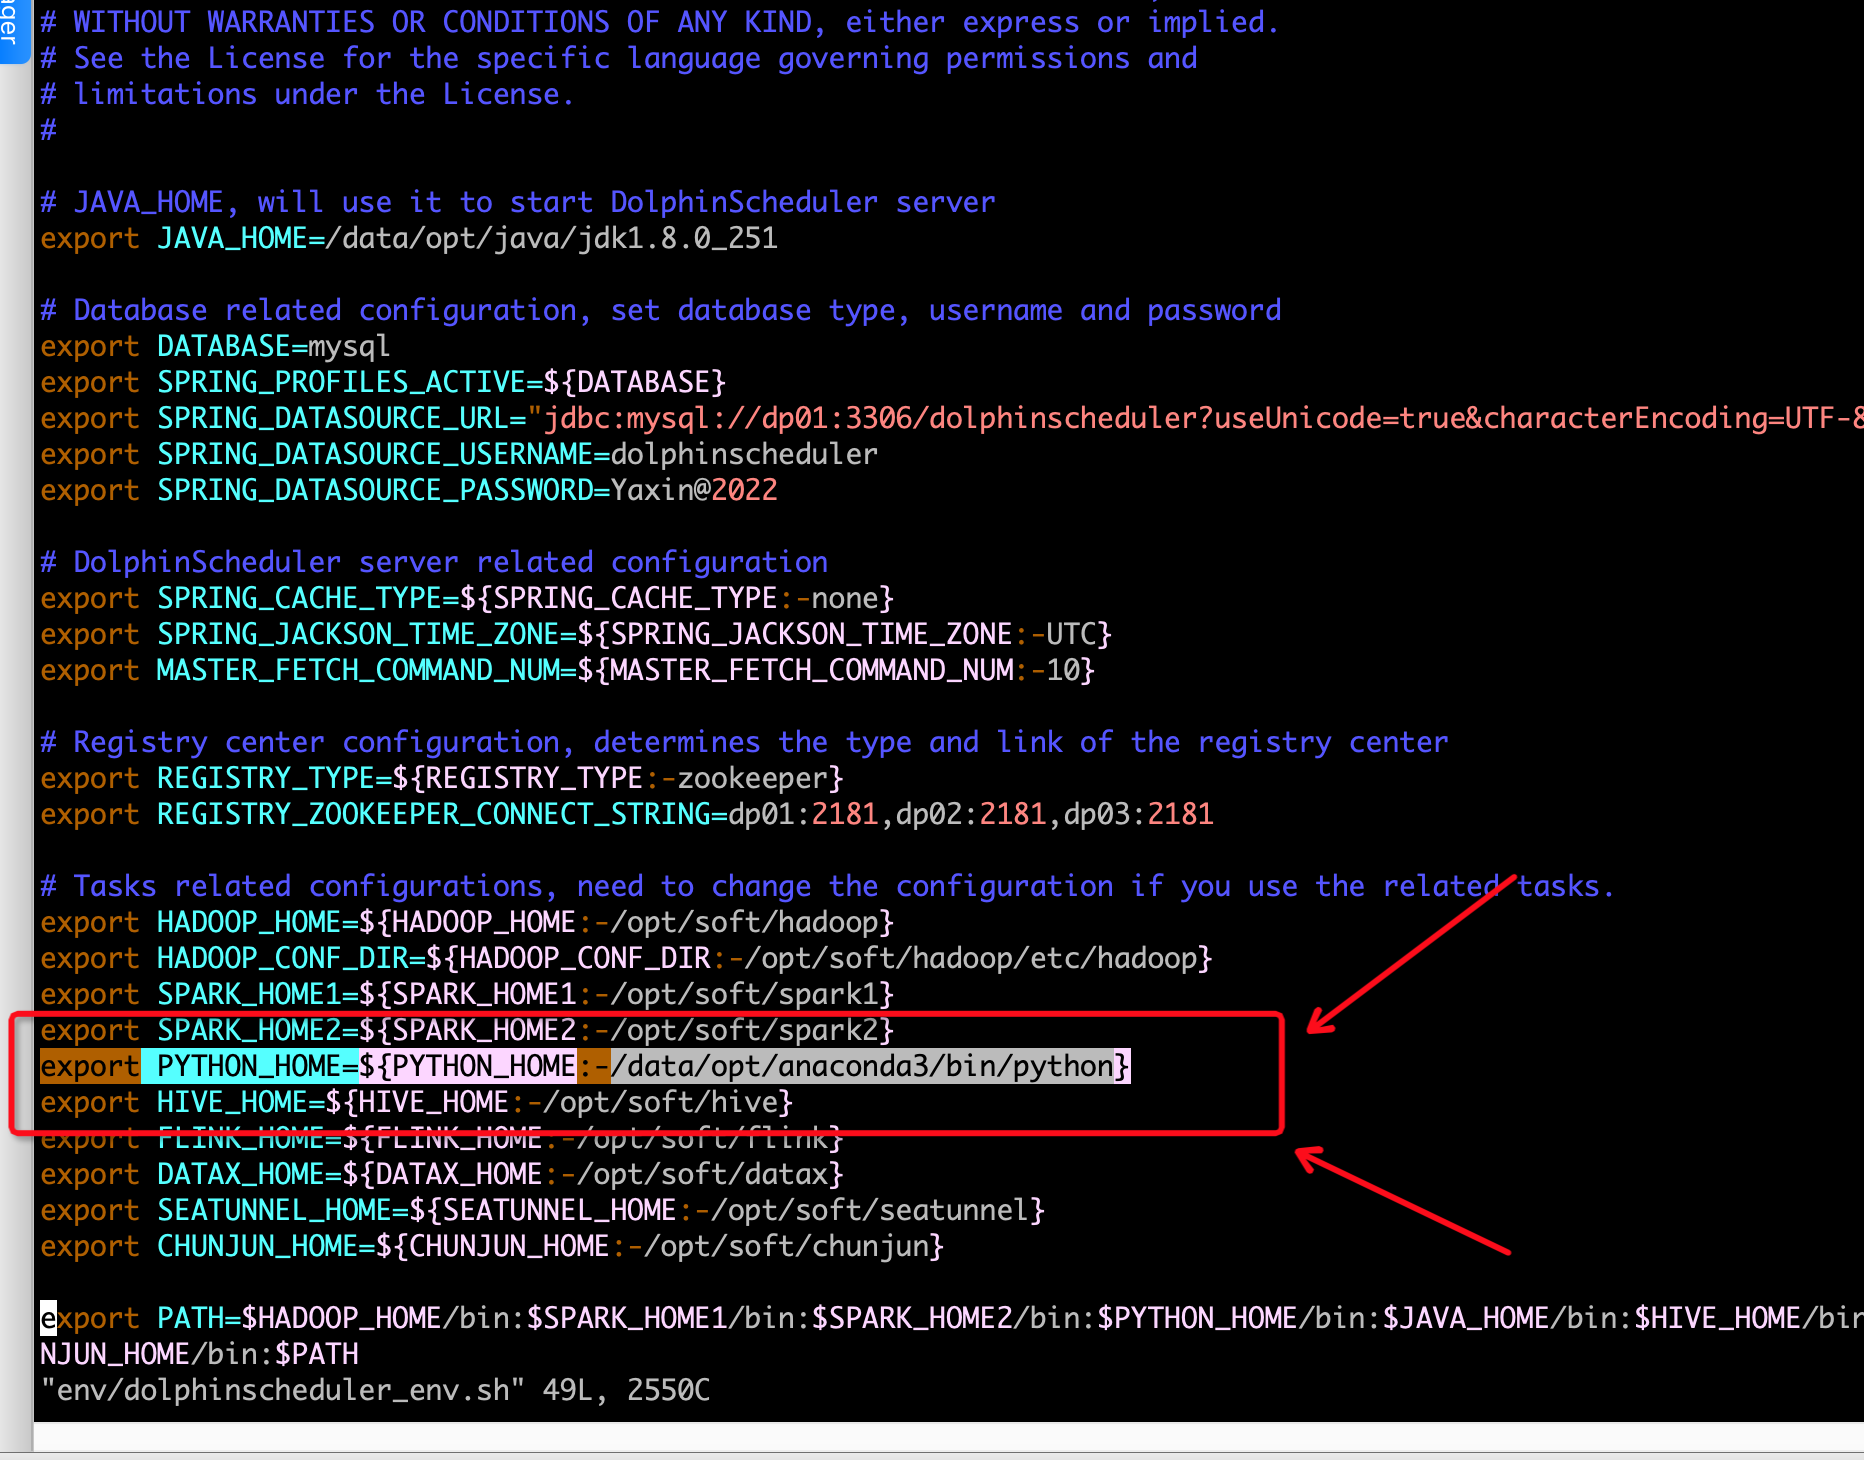 ager
# WITHOUT WARRANTIES OR CONDITIONS OF ANY KIND, either express or implied.
# See the License for the specific language governing permissions and
# limitations under the License.
#
# JAVA_HOME, will use it to start DolphinScheduler server
export JAVA_HOME=/data/opt/java/jdk1.8.0_251
# Database related configuration, set database type, username and password
export DATABASE=mysql
export SPRING_PROFILES_ACTIVE=${DATABASE}
export SPRING_DATASOURCE_URL="jdbc:mysql://dp01:3306/dolphinscheduler?useUnicode=true&characterEncoding=UTF-8
export SPRING_DATASOURCE_USERNAME=dolphinscheduler
export SPRING_DATASOURCE_PASSWORD=Yaxin@2022
# DolphinScheduler server related configuration
export SPRING_CACHE_TYPE=${SPRING_CACHE_TYPE:-none}
export SPRING_JACKSON_TIME_ZONE=${SPRING_JACKSON_TIME_ZONE:-UTC}
export MASTER_FETCH_COMMAND_NUM=${MASTER_FETCH_COMMAND_NUM:-10}
# Registry center configuration, determines the type and link of the registry center
export REGISTRY_TYPE=${REGISTRY_TYPE:-zookeeper}
export REGISTRY_ZOOKEEPER_CONNECT_STRING=dp01:2181,dp02:2181,dp03:2181
# Tasks related configurations, need to change the configuration if you use the related tasks.
export HADOOP_HOME=${HADOOP_HOME:-/opt/soft/hadoop}
export HADOOP_CONF_DIR=${HADOOP_CONF_DIR:-/opt/soft/hadoop/etc/hadoop}
export SPARK_HOME1=${SPARK_HOME1:-/opt/soft/spark1}
export SPARK_HOME2=${SPARK_HOME2:-/opt/soft/spark2}
export PYTHON_HOME=${PYTHON_HOME:-/data/opt/anaconda3/bin/python}
export HIVE_HOME=${HIVE_HOME:-/opt/soft/hive}
export FLINK_HOME=${FLINK_HOME:-/opt/soft/flink}
export DATAX_HOME=${DATAX_HOME:-/opt/soft/datax}
export SEATUNNEL_HOME=${SEATUNNEL_HOME:-/opt/soft/seatunnel}
export CHUNJUN_HOME=${CHUNJUN_HOME:-/opt/soft/chunjun}
export PATH=$HADOOP_HOME/bin:$SPARK_HOME1/bin:$SPARK_HOME2/bin:$PYTHON_HOME/bin:$JAVA_HOME/bin:$HIVE_HOME/bin
NJUN_HOME/bin:$PATH
"env/dolphinscheduler_env.sh" 49L, 2550C